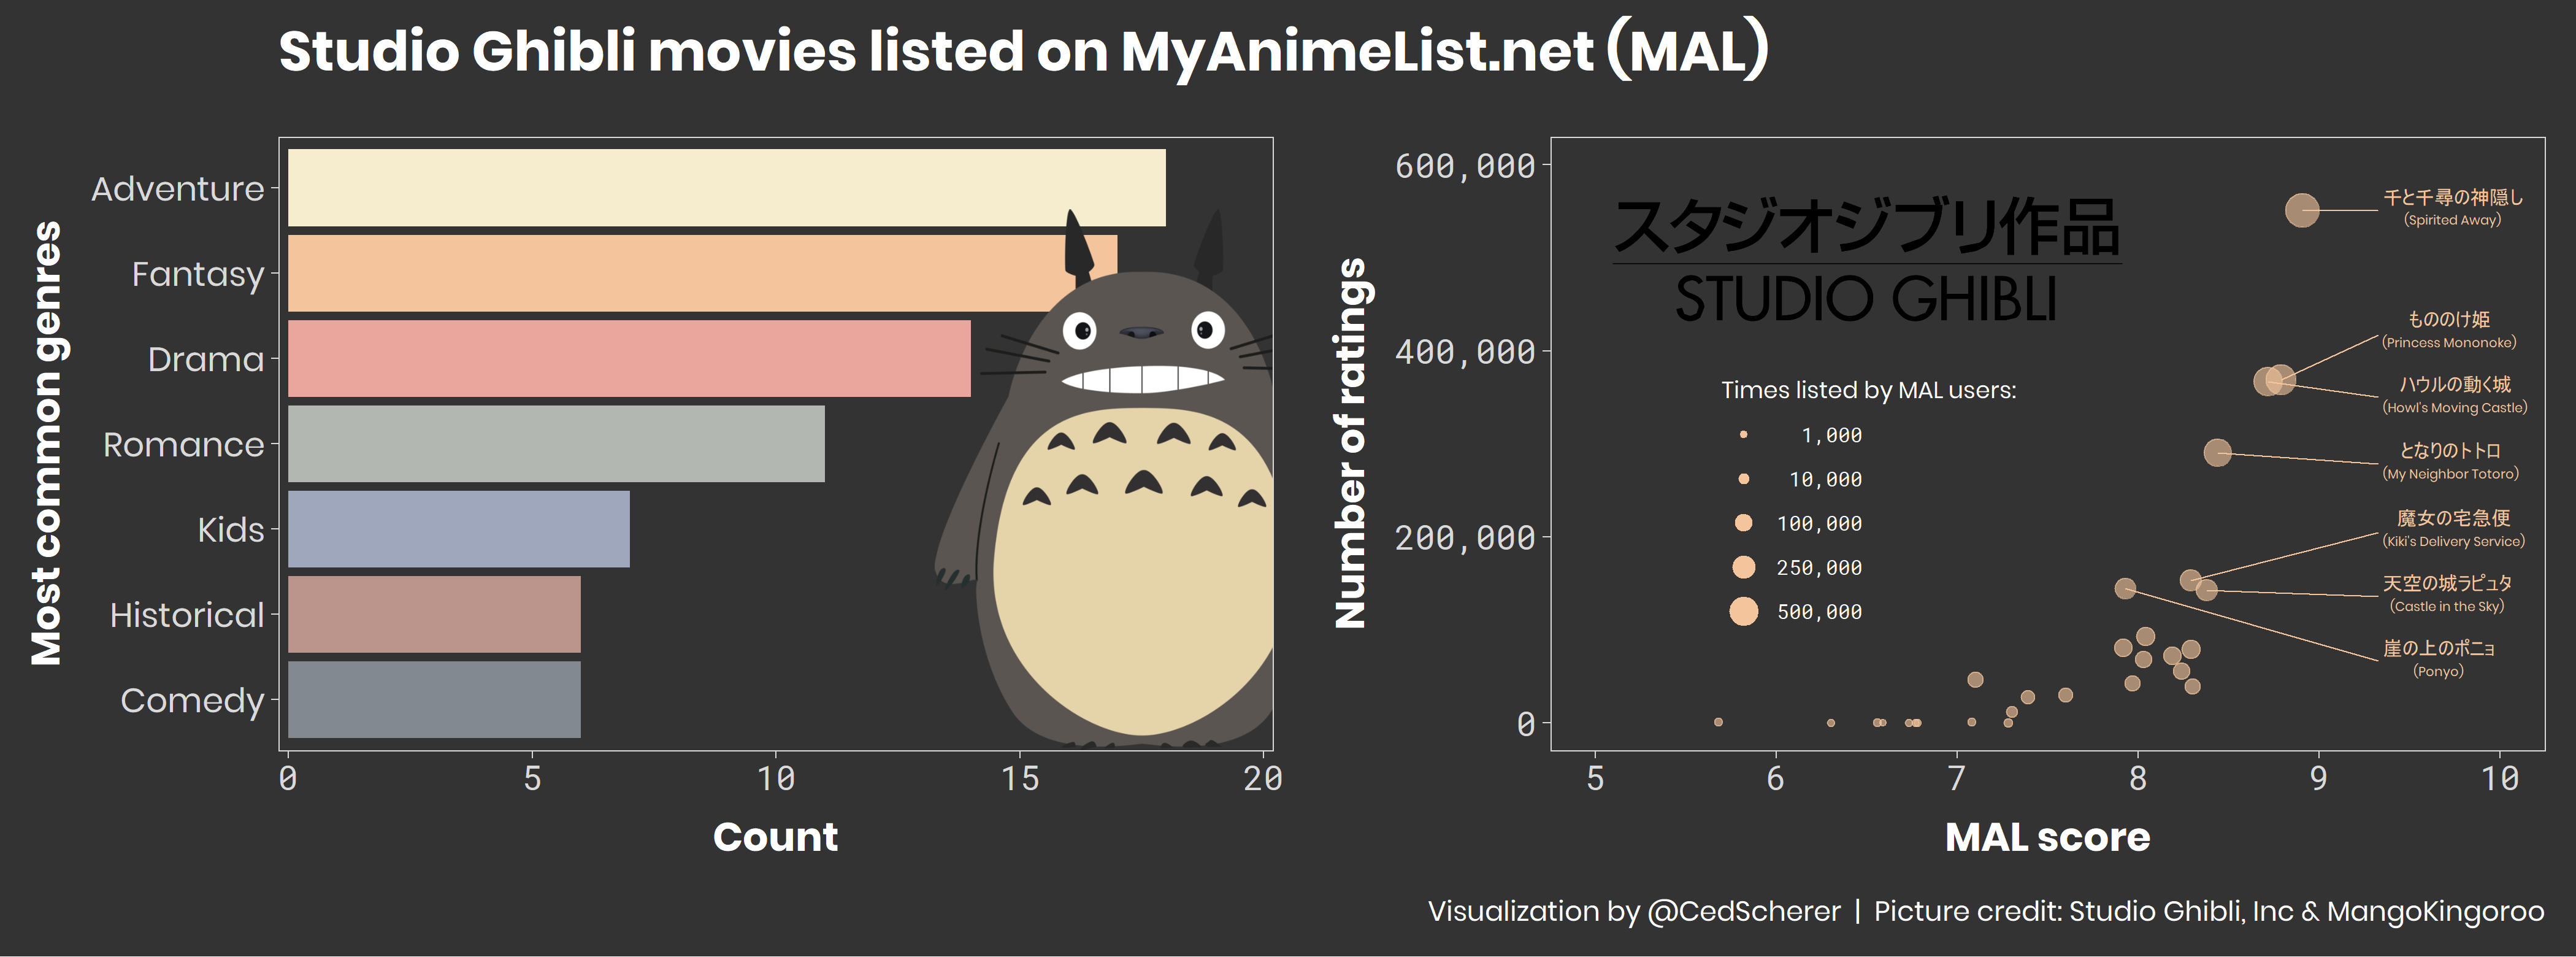 Studio Ghibli movies listed on MyAnimeList.net (MAL)
Most common genres
Adventure
Fantasy
Drama
Romance
Kids
Historical
Comedy
0 5 10 15 20
Count
Number of ratings
600,000
400,000
200,000
0
スタジオジブリ作品
STUDIO GHIBLI
Times listed by MAL users:
1,000
10,000
100,000
250,000
500,000
千と千尋の神隠し
(Spirited Away)
もののけ姫
(Princess Mononoke)
ハウルの動く城
(Howl's Moving Castle)
となりのトトロ
(My Neighbor Totoro)
魔女の宅急便
(Kiki's Delivery Service)
天空の城ラピュタ
(Castle in the Sky)
崖の上のポニョ
(Ponyo)
5 6 7 8 9 10
MAL score
Visualization by @CedScherer | Picture credit: Studio Ghibli, Inc & MangoKingoroo